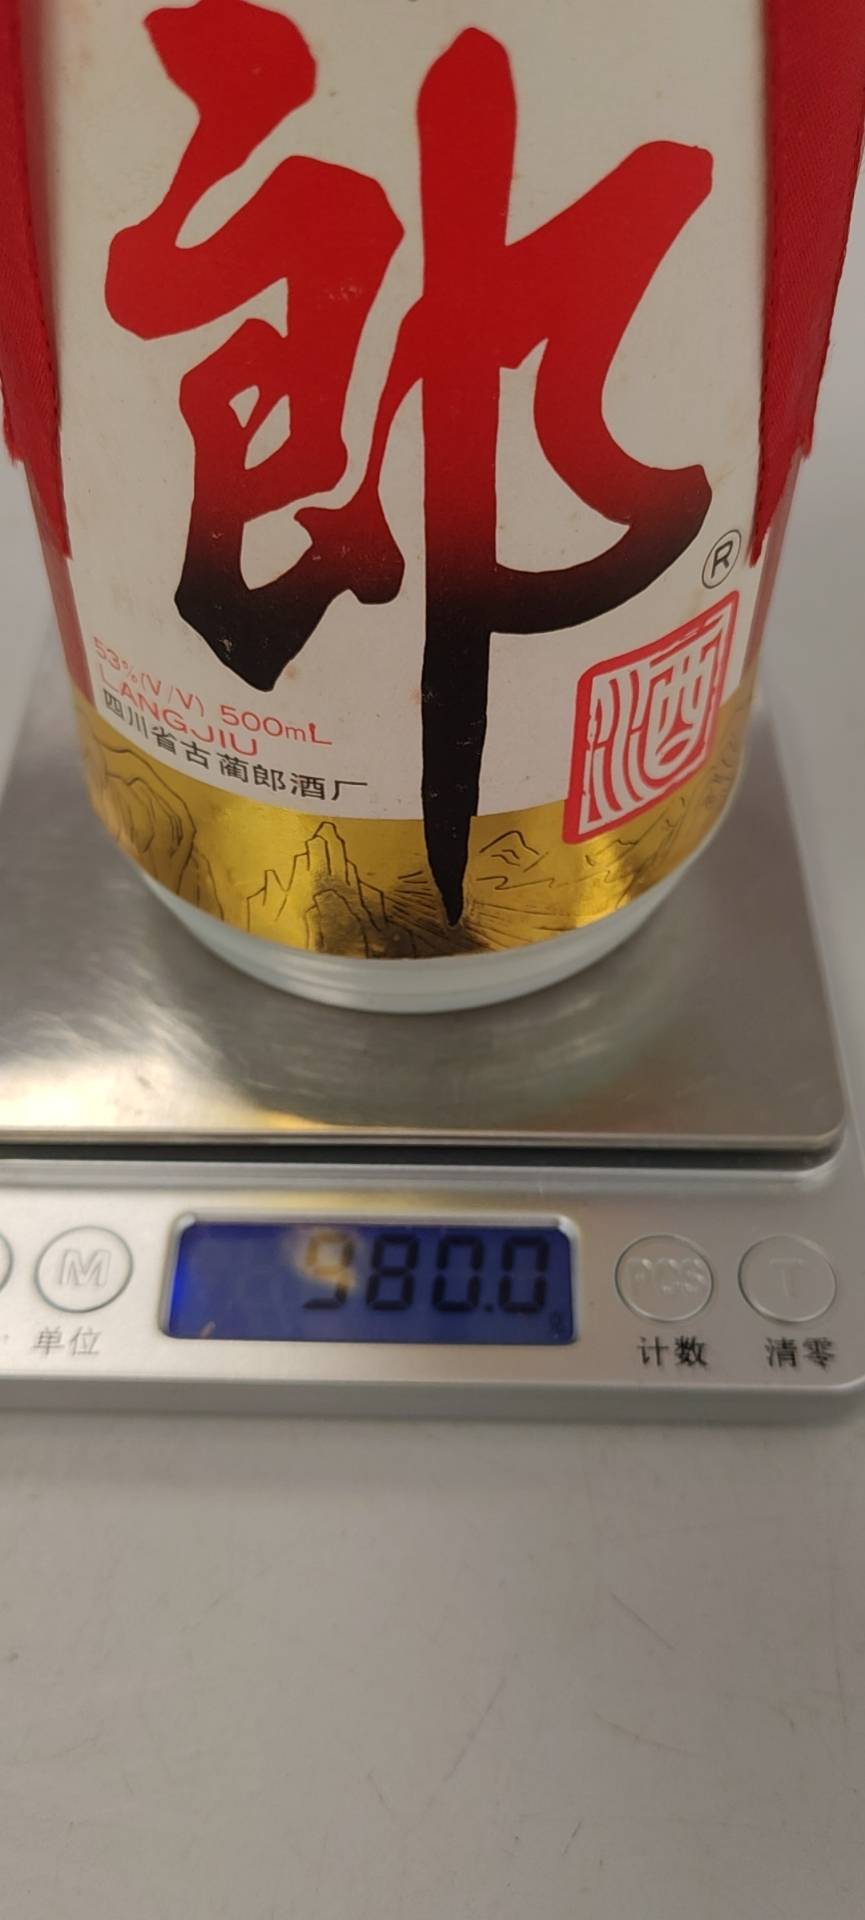 郎
®
酒
53%(V/V) 500mL
LANGJIU
四川省古蔺郎酒厂
980.0
M
PCS
T
单位
计数
清零